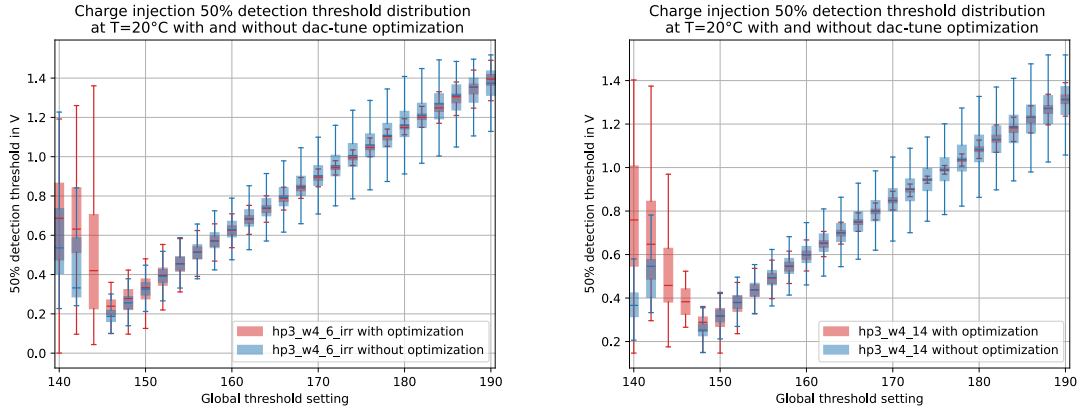 Charge injection 50% detection threshold distribution
at T=20°C with and without dac-tune optimization
50% detection threshold in V
1.4
1.2
1.0
0.8
0.6
0.4
0.2
0.0
hp3_w4_6_irr with optimization
hp3_w4_6_irr without optimization
140 150 160 170 180 190
Global threshold setting
Charge injection 50% detection threshold distribution
at T=20°C with and without dac-tune optimization
50% detection threshold in V
1.4
1.2
1.0
0.8
0.6
0.4
0.2
hp3_w4_14 with optimization
hp3_w4_14 without optimization
140 150 160 170 180 190
Global threshold setting